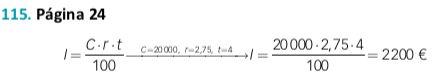 115. Página 24
I = C · r · t / 100 —C=20 000, r=2,75, t=4→ I = 20 000 · 2,75 · 4 / 100 = 2200 €